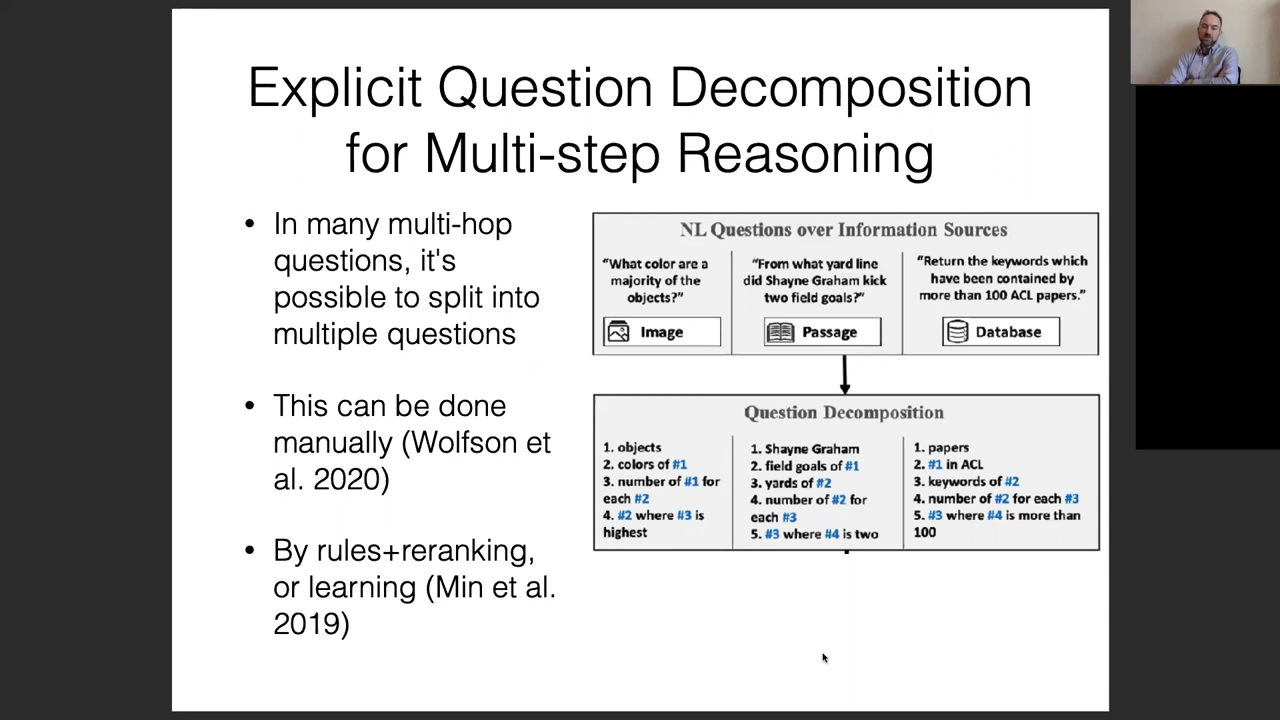 Explicit Question Decomposition
for Multi-step Reasoning
• In many multi-hop
questions, it's
possible to split into
multiple questions
• This can be done
manually (Wolfson et
al. 2020)
• By rules+reranking,
or learning (Min et al.
2019)
NL Questions over Information Sources
“What color are a
majority of the
objects?”
Image
“From what yard line
did Shayne Graham kick
two field goals?“
Passage
“Return the keywords which
have been contained by
more than 100 ACL papers.”
Database
Question Decomposition
1. objects
2. colors of #1
3. number of #1 for
each #2
4. #2 where #3 is
highest
1. Shayne Graham
2. field goals of #1
3. yards of #2
4. number of #2 for
each #3
5. #3 where #4 is two
1. papers
2. #1 in ACL
3. keywords of #2
4. number of #2 for each #3
5. #3 where #4 is more than
100